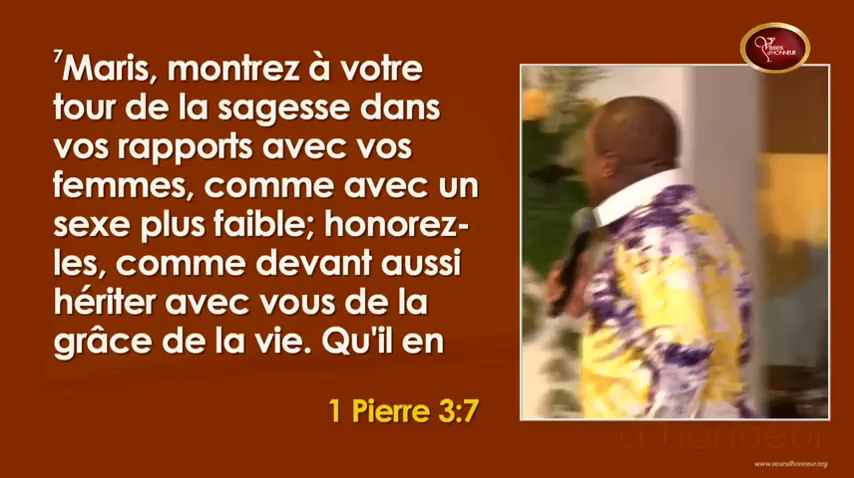 7Maris, montrez à votre
tour de la sagesse dans
vos rapports avec vos
femmes, comme avec un
sexe plus faible; honorez-
les, comme devant aussi
hériter avec vous de la
grâce de la vie. Qu'il en
1 Pierre 3:7
Vases
d'HONNEUR
d'honneur
www.vasesdhonneur.org